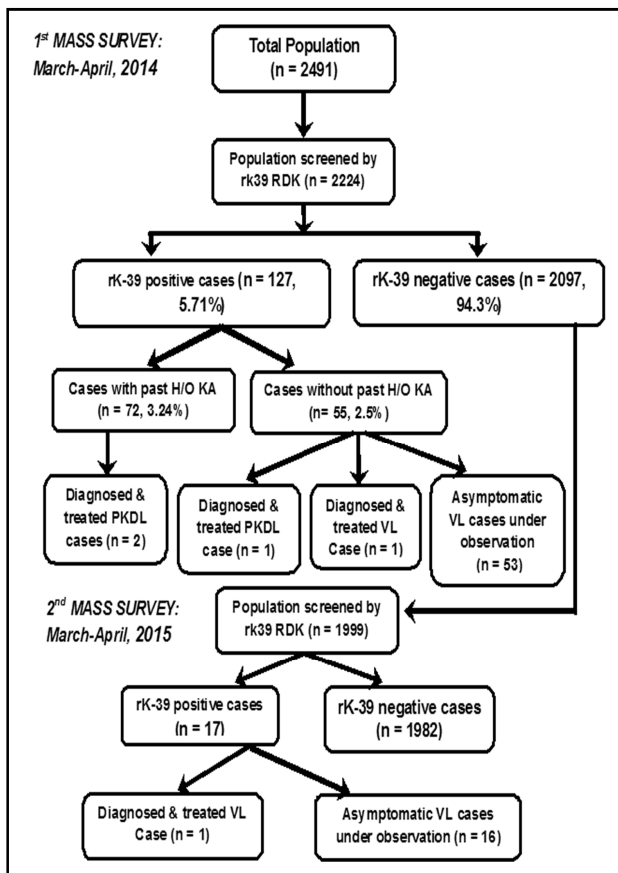 1st MASS SURVEY:
March-April, 2014
Total Population
(n = 2491)
Population screened by
rk39 RDK (n = 2224)
rK-39 positive cases (n = 127,
5.71%)
rK-39 negative cases (n = 2097,
94.3%)
Cases with past H/O KA
(n = 72, 3.24%)
Cases without past H/O KA
(n= 55, 2.5%)
Diagnosed &
treated PKDL
cases (n = 2)
Diagnosed &
treated PKDL
case (n = 1)
Diagnosed &
treated VL
Case (n = 1)
Asymptomatic
VL cases under
observation
(n = 53)
2nd MASS SURVEY:
March-April, 2015
Population screened by
rk39 RDK (n = 1999)
rK-39 positive cases
(n = 17)
rK-39 negative cases
(n = 1982)
Diagnosed & treated VL
Case (n = 1)
Asymptomatic VL cases
under observation (n = 16)